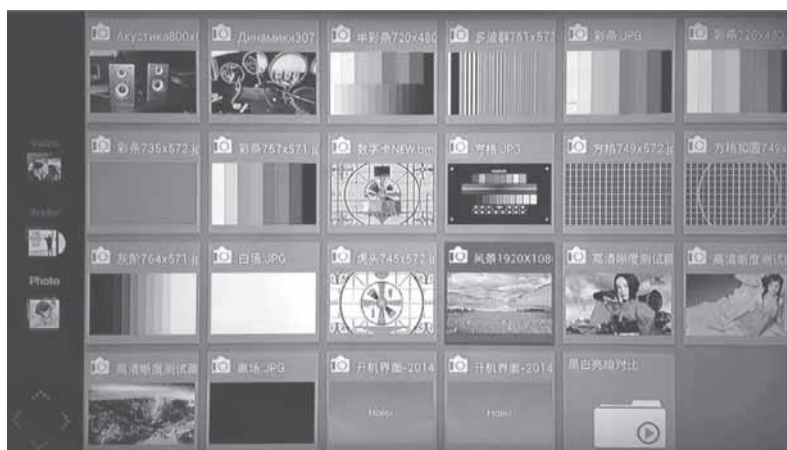 Акустика800x
Динамики307
半彩条720x480
多波群751x572
彩条.JPG
彩条720x480
Video
彩条735x572.jp
彩条757x571.jp
数字卡NEW.bm
方格.JPG
方格749x572.j
方格加圆749x
Audio
灰阶764x571.jp
白场.JPG
虎头745x572.j
风景1920X108
高清晰度测试
高清晰度测试
Photo
高清晰度测试
黑场.JPG
开机界面-2014
开机界面-2014
黑白亮暗对比
Haier
Haier